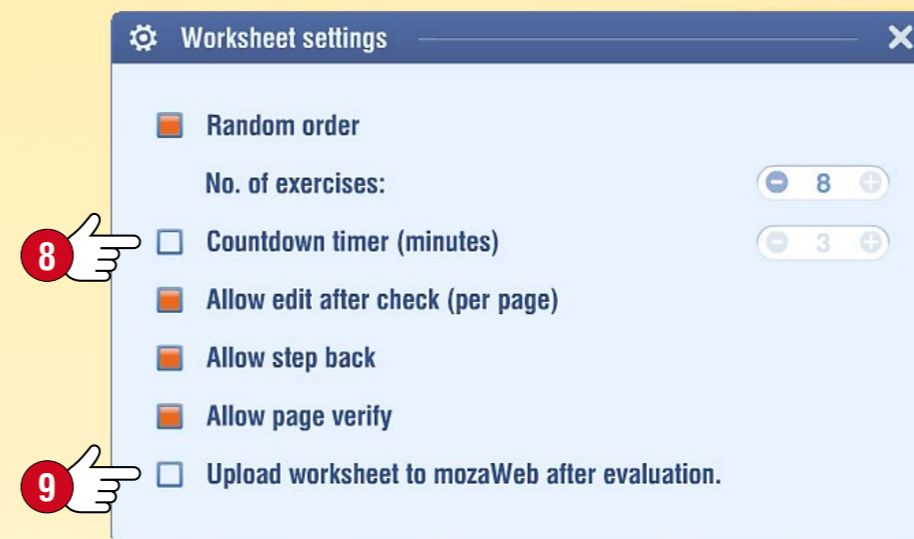 Worksheet settings
Random order
No. of exercises: 8
8 Countdown timer (minutes) 3
Allow edit after check (per page)
Allow step back
Allow page verify
9 Upload worksheet to mozaWeb after evaluation.